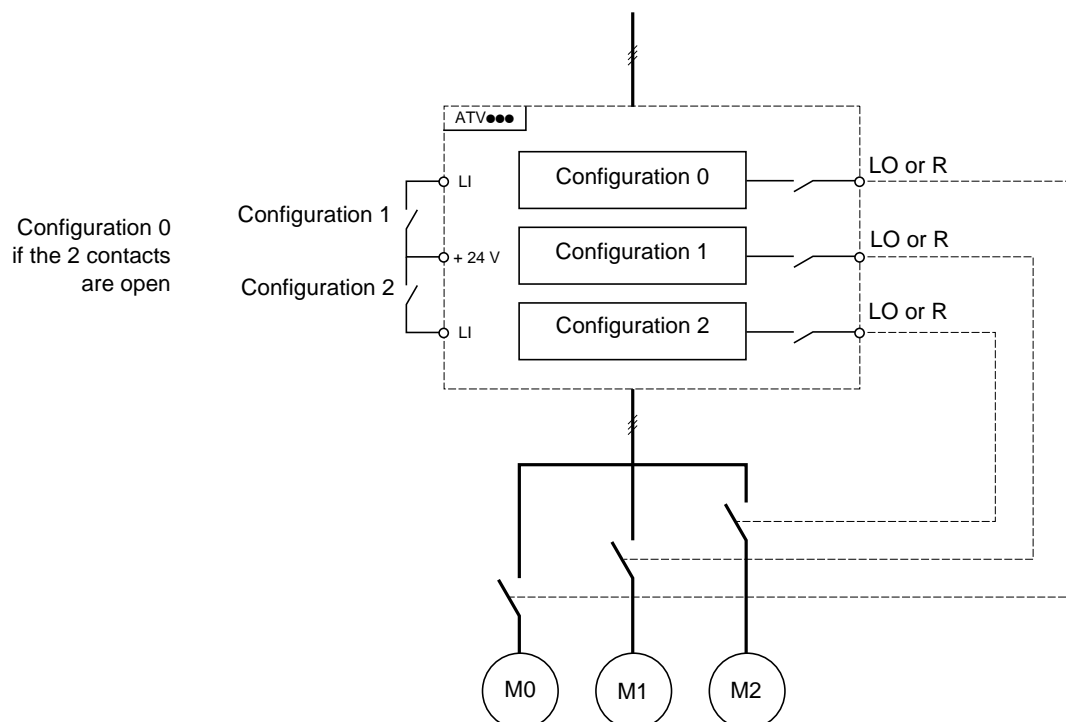 ATV●●●
Configuration 0
LO or R
LI
Configuration 1
Configuration 0
if the 2 contacts
are open
+ 24 V
Configuration 1
LO or R
Configuration 2
LI
Configuration 2
LO or R
M0
M1
M2